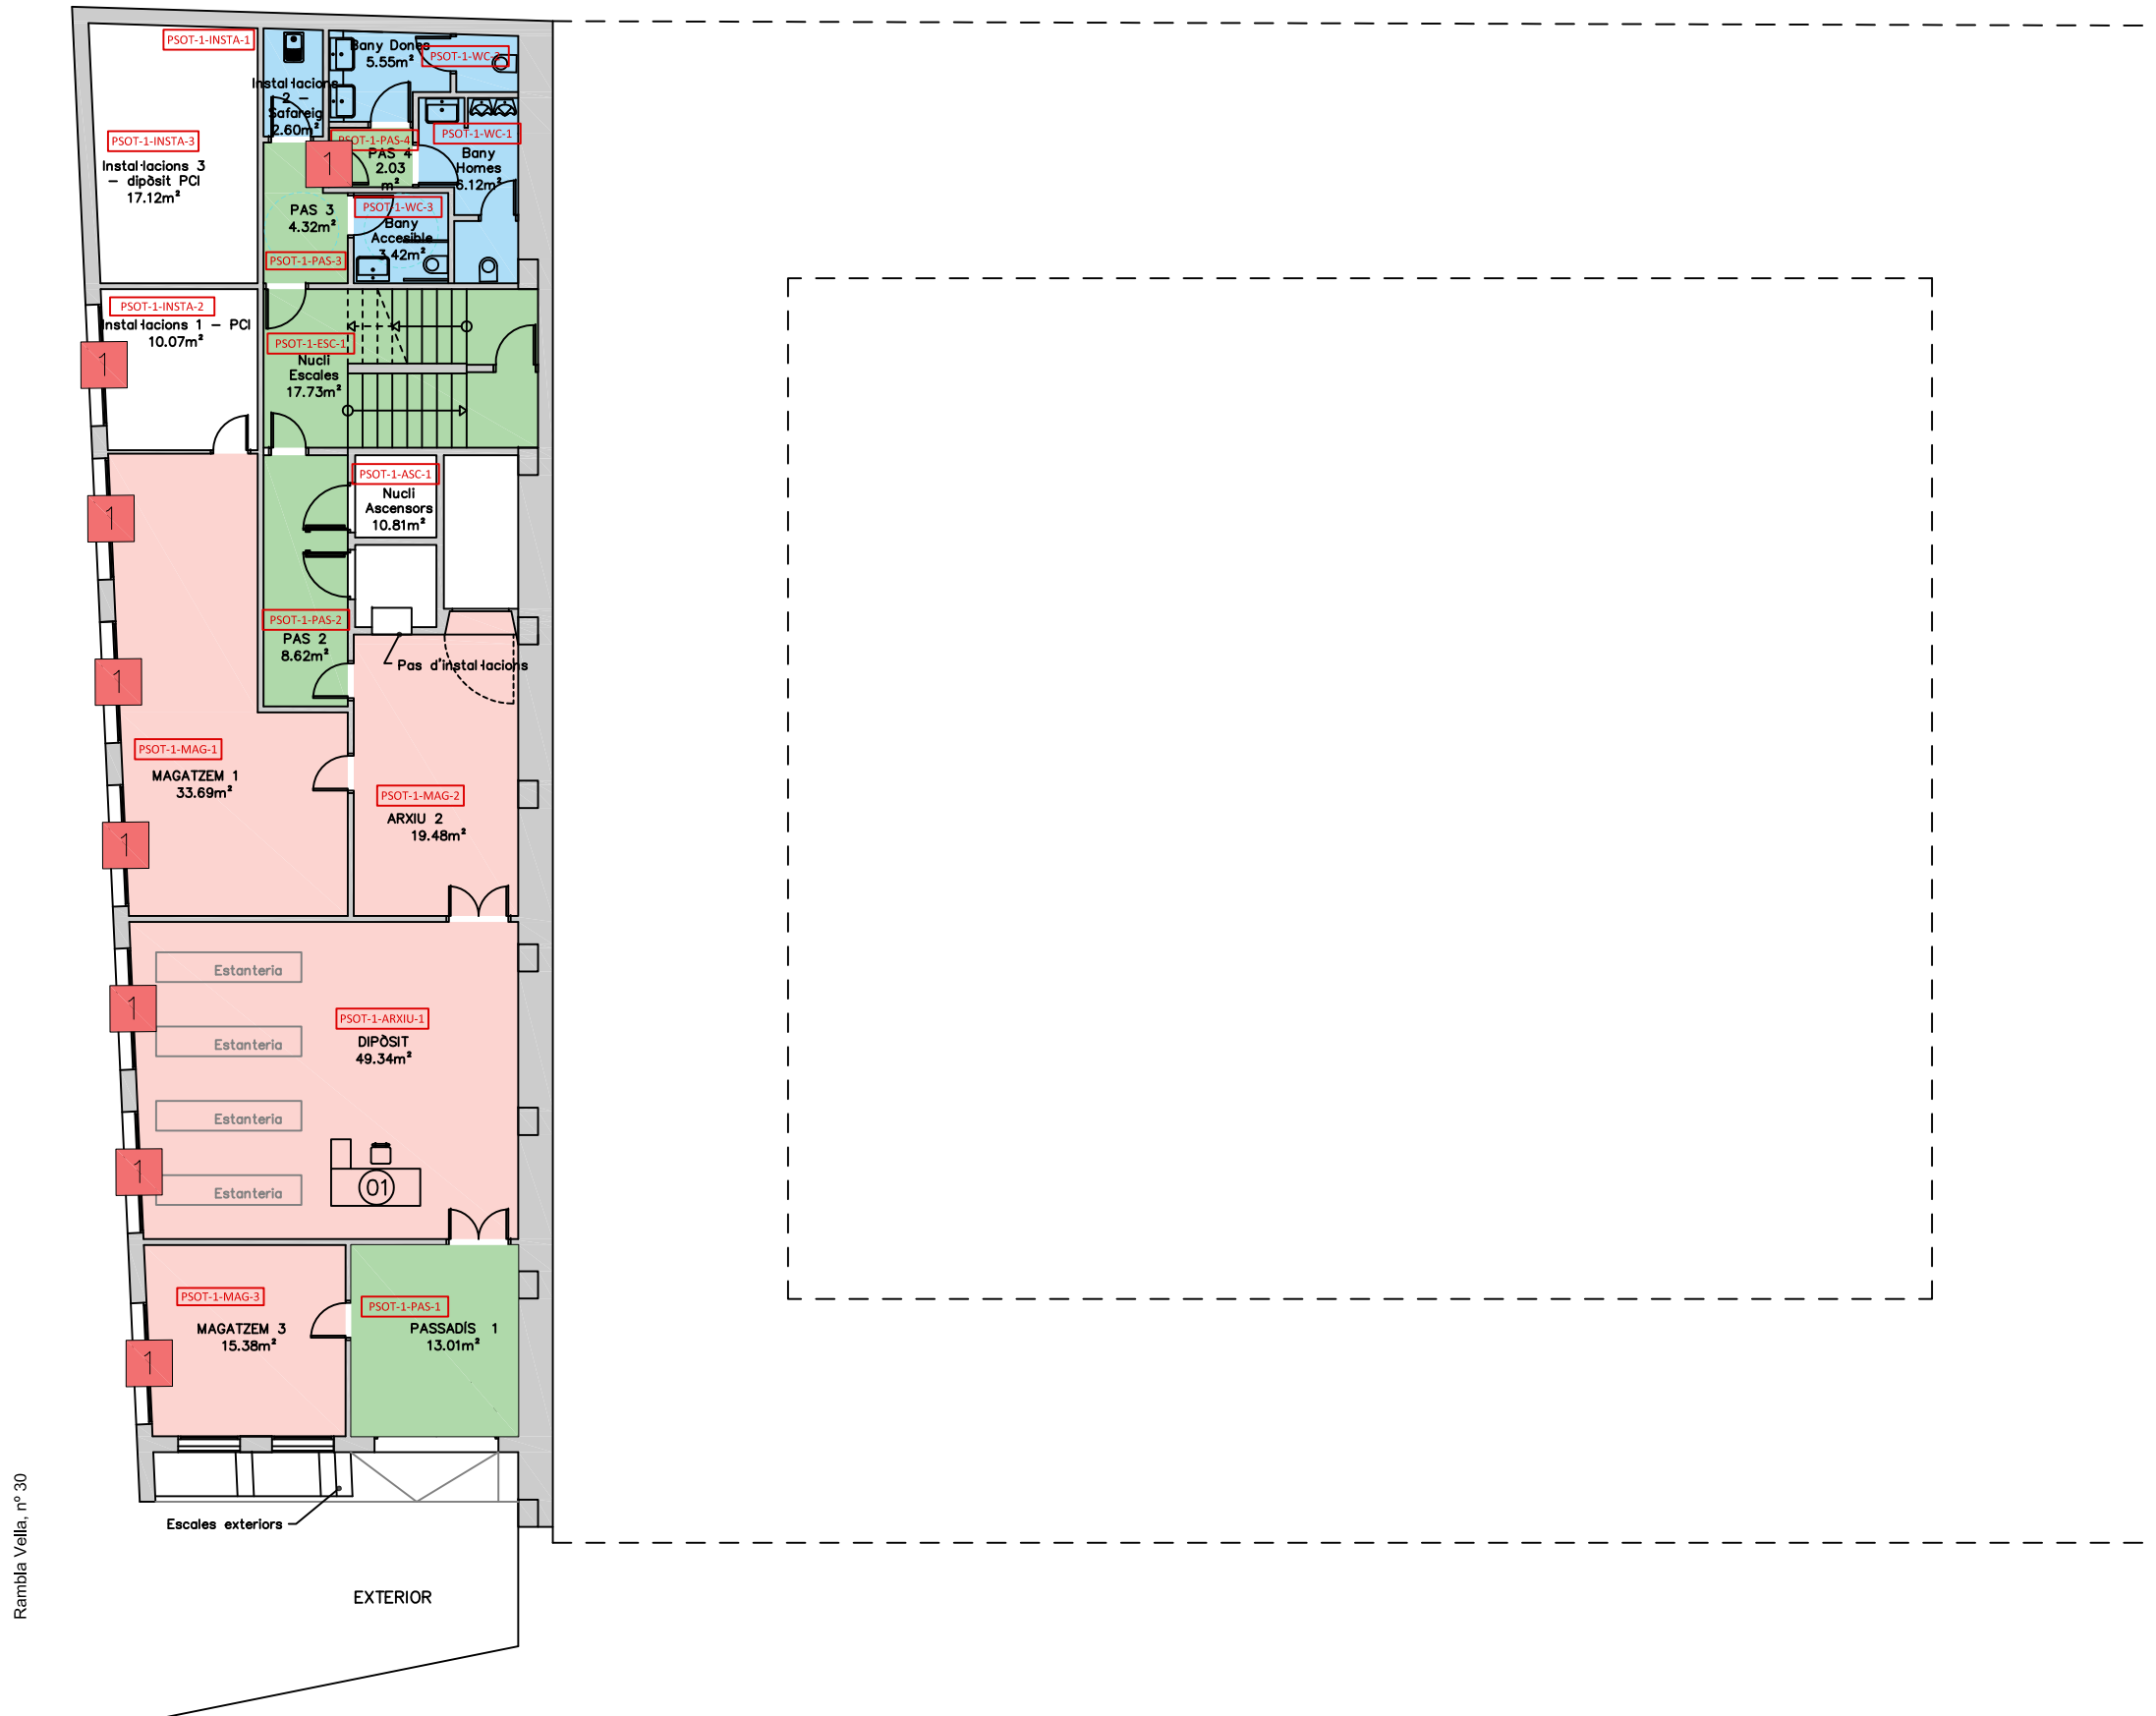 PSOT-1-INSTA-1
Bany Dones
5.55m²
PSOT-1-WC-2
Instal·lacions
2 –
Safareig
2.60m²
PSOT-1-INSTA-3
Instal·lacions 3
– dipòsit PCI
17.12m²
PSOT-1-PAS-4
PAS 4
2.03
m²
1
PSOT-1-WC-1
Bany
Homes
6.12m²
PAS 3
4.32m²
PSOT-1-PAS-3
PSOT-1-WC-3
Bany
Accesible
3.42m²
PSOT-1-INSTA-2
Instal·lacions 1 – PCI
10.07m²
1
PSOT-1-ESC-1
Nucli
Escales
17.73m²
PSOT-1-ASC-1
Nucli
Ascensors
10.81m²
1
PSOT-1-PAS-2
PAS 2
8.62m²
Pas d'instal·lacions
1
PSOT-1-MAG-1
MAGATZEM 1
33.69m²
PSOT-1-MAG-2
ARXIU 2
19.48m²
1
Estanteria
1
PSOT-1-ARXIU-1
DIPÒSIT
49.34m²
Estanteria
Estanteria
1
Estanteria
01
PSOT-1-MAG-3
MAGATZEM 3
15.38m²
PSOT-1-PAS-1
PASSADÍS 1
13.01m²
1
Escales exteriors
EXTERIOR
Rambla Vella, nº 30